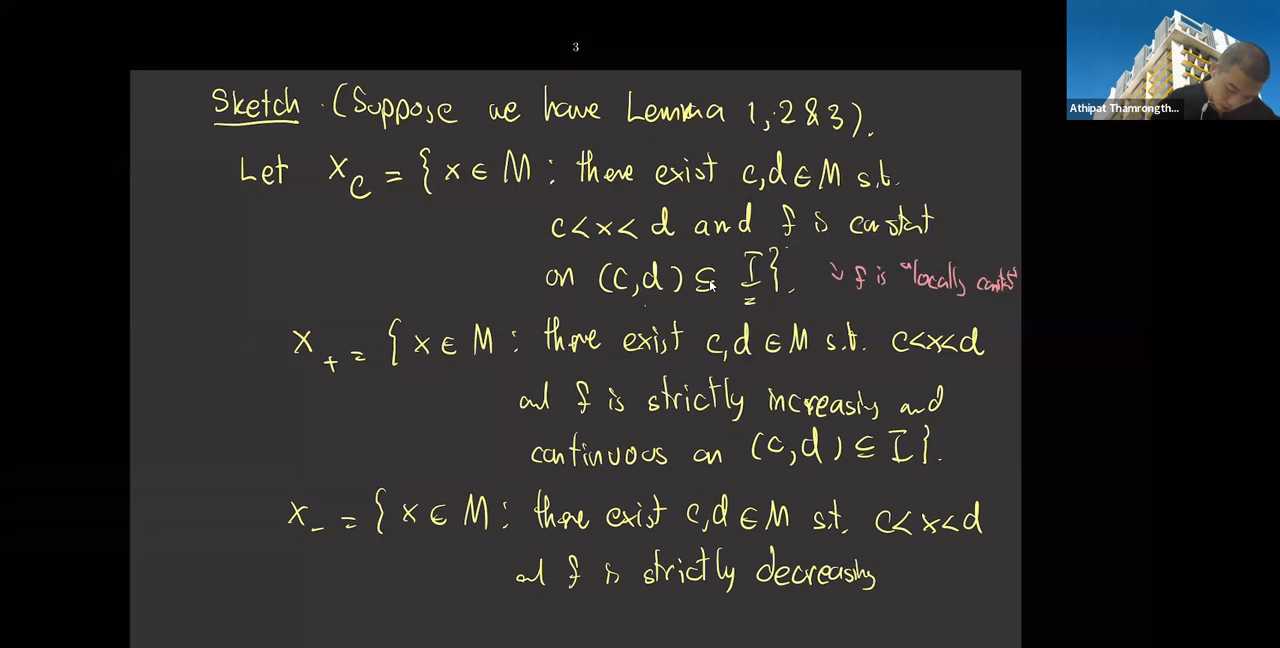 3
Sketch (Suppose we have Lemma 1, 2 & 3).
Let X_c = { x ∈ M : there exist c,d ∈ M s.t.
c < x < d and f is constant
on (c,d) ⊆ I }.
f is "locally const"
X_+ = { x ∈ M : there exist c,d ∈ M s.t. c<x<d
and f is strictly increasing and
continuous on (c,d) ⊆ I }.
X_- = { x ∈ M : there exist c,d ∈ M s.t. c<x<d
and f is strictly decreasing
Athipat Thamrongth...